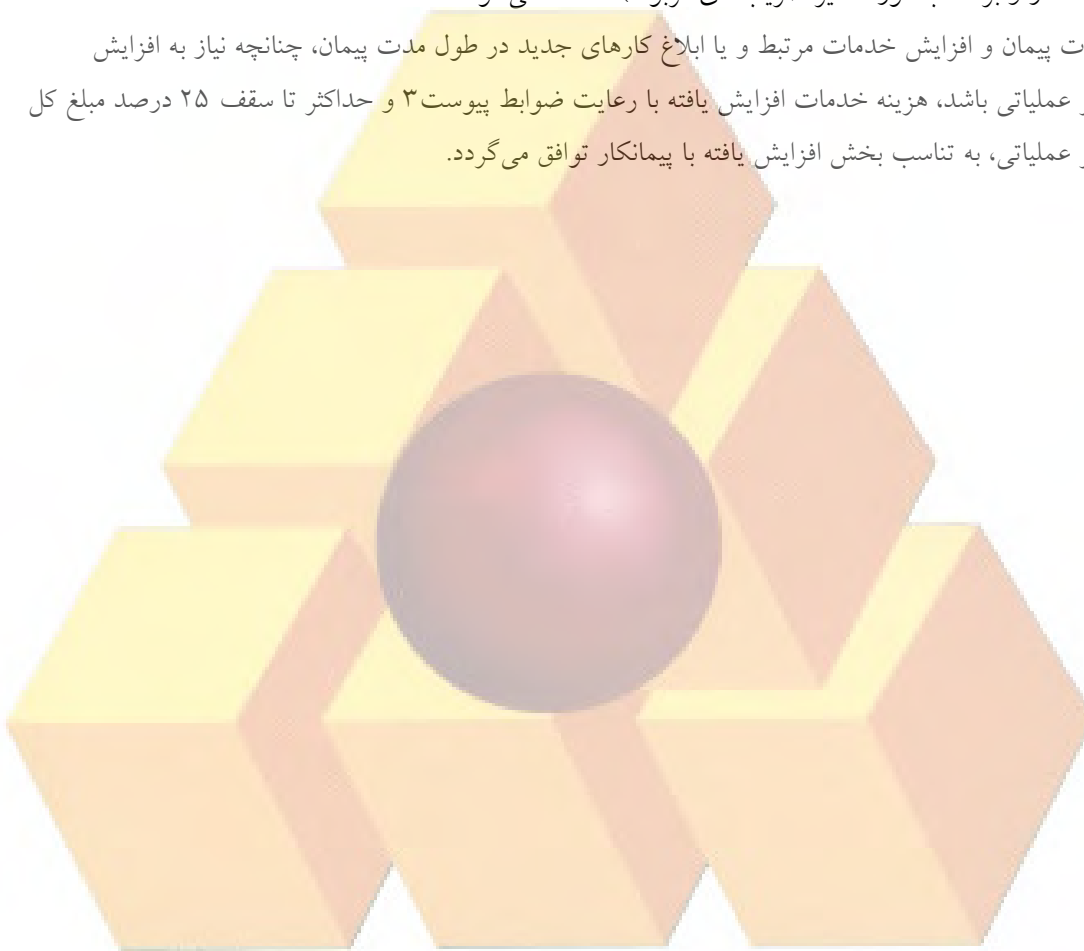 پیمان و افزایش خدمات مرتبط و یا ابلاغ کارهای جدید در طول مدت پیمان، چنانچه نیاز به افزایش
عملیاتی باشد، هزینه خدمات افزایش یافته با رعایت ضوابط پیوست۳ و حداکثر تا سقف ۲۵ درصد مبلغ کل
عملیاتی، به تناسب بخش افزایش یافته با پیمانکار توافق می‌گردد.